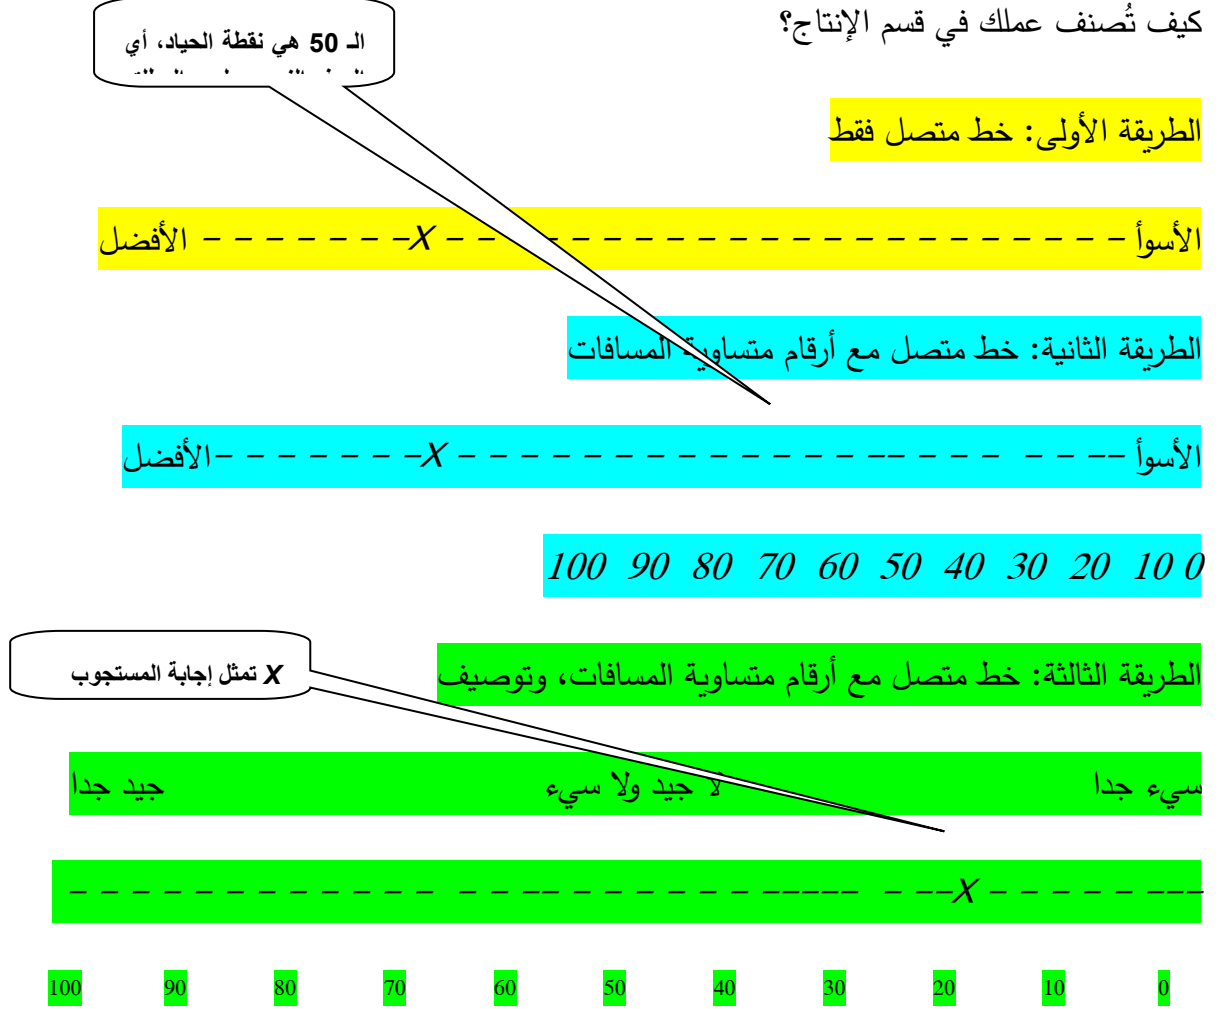 كيف تُصنف عملك في قسم الإنتاج؟
الـ 50 هي نقطة الحياد، أي
الطريقة الأولى: خط متصل فقط
الأسوأ – – – – – – – – – – – – – – – – – – – – – – X– – – – – – – الأفضل
الطريقة الثانية: خط متصل مع أرقام متساوية المسافات
الأسوأ –– – – – – – – –– – – – – – – – – – – – – – X– – – – – – –الأفضل
100 90 80 70 60 50 40 30 20 10 0
X تمثل إجابة المستجوب
الطريقة الثالثة: خط متصل مع أرقام متساوية المسافات، وتوصيف
سيء جدا لا جيد ولا سيء جيد جدا
– – – – – – – – – – – – – – –– – – – – – – – –––– – ––X – – – – – –––
100 90 80 70 60 50 40 30 20 10 0